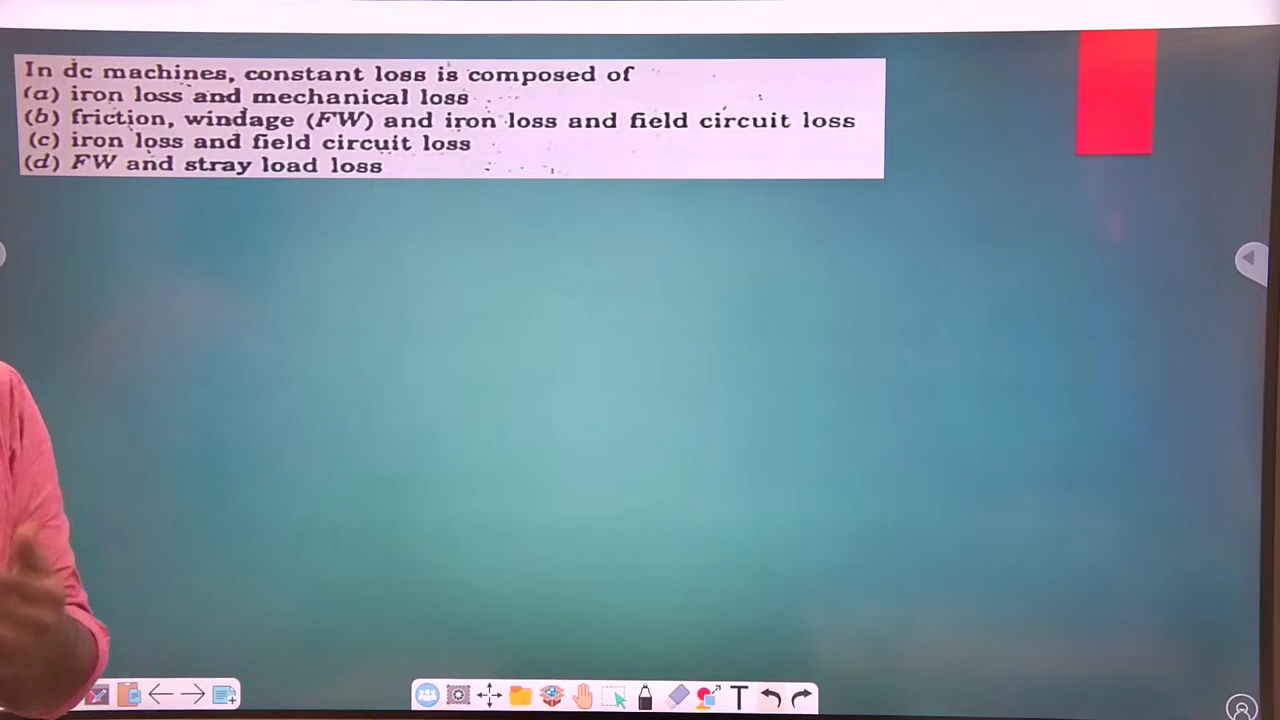 In dc machines, constant loss is composed of
(a) iron loss and mechanical loss
(b) friction, windage (FW) and iron loss and field circuit loss
(c) iron loss and field circuit loss
(d) FW and stray load loss
T